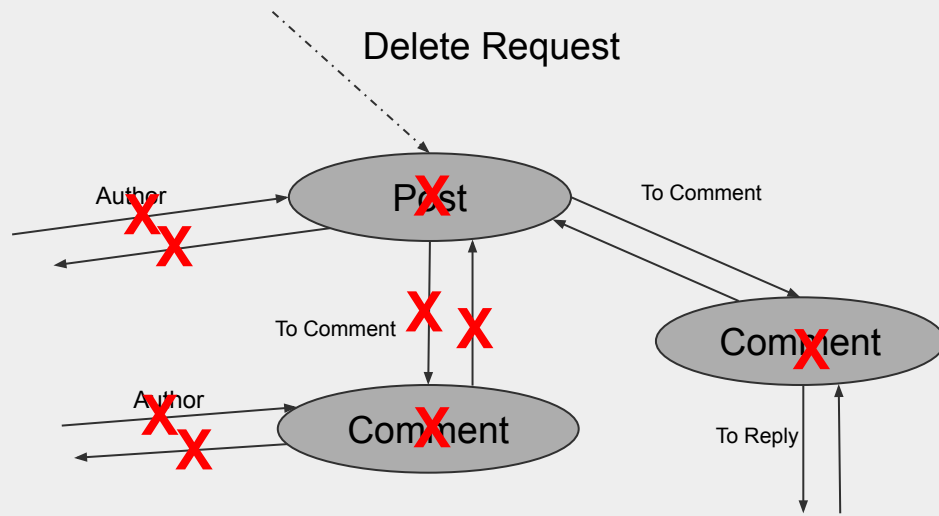 Delete Request
Author
Post
To Comment
To Comment
Comment
Author
Comment
To Reply
X
X
X
X
X
X
X
X
X